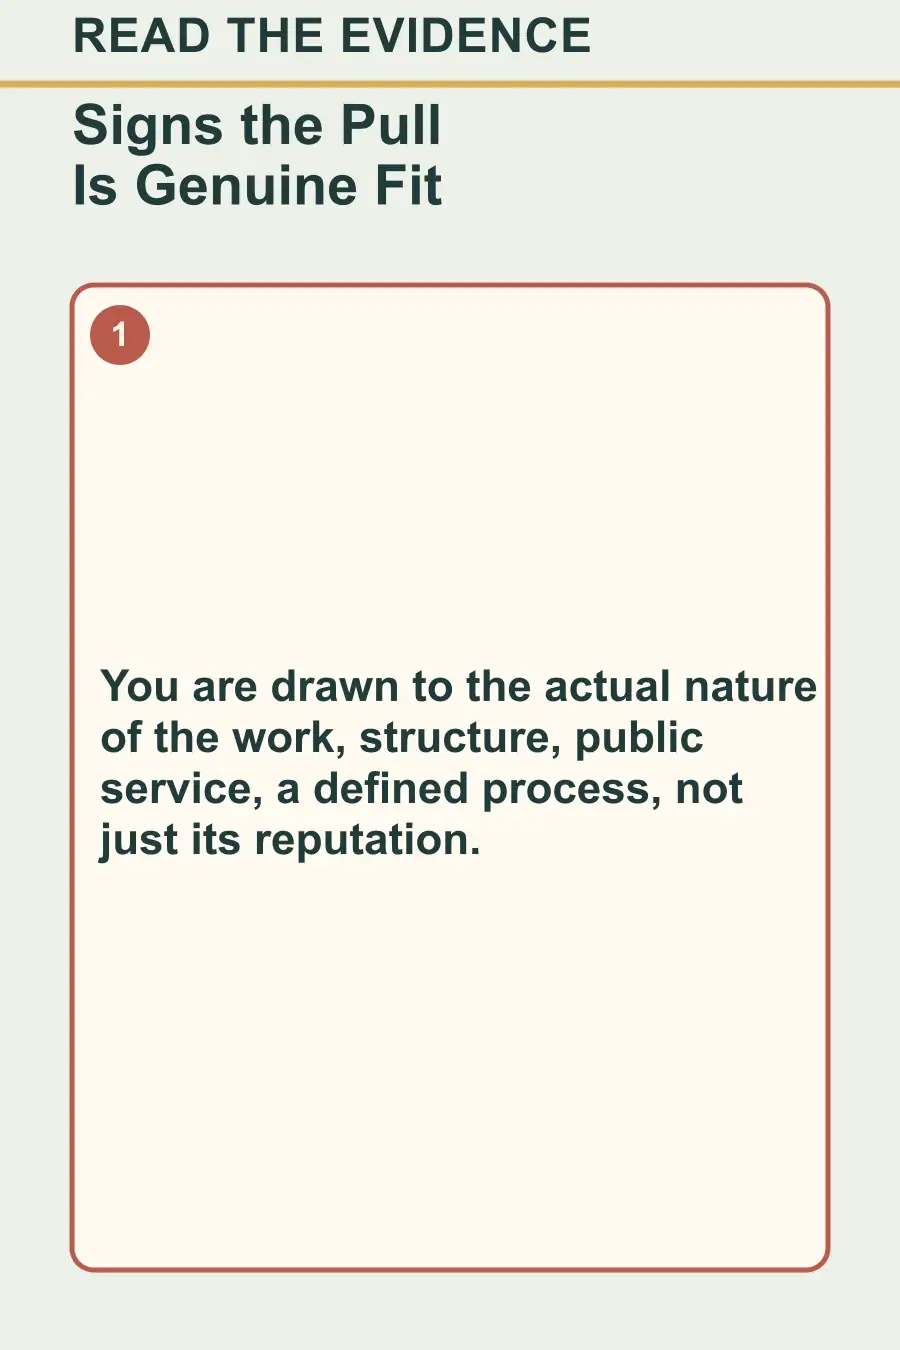 READ THE EVIDENCE
Signs the Pull
Is Genuine Fit
1
You are drawn to the actual nature
of the work, structure, public
service, a defined process, not
just its reputation.